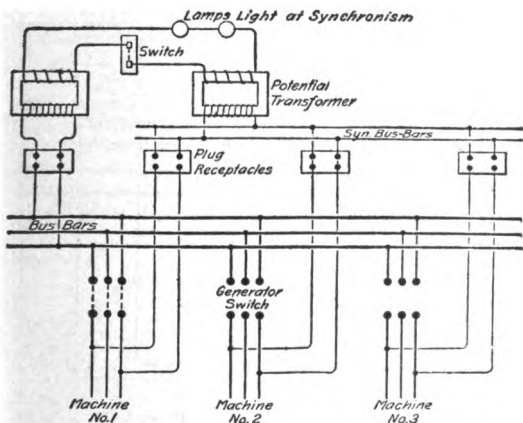 Lamps Light at Synchronism
Switch
Potential
Transformer
Syn. Bus-Bars
Plug
Receptacles
Bus Bars
Generator
Switch
Machine
No.1
Machine
No.2
Machine
No.3